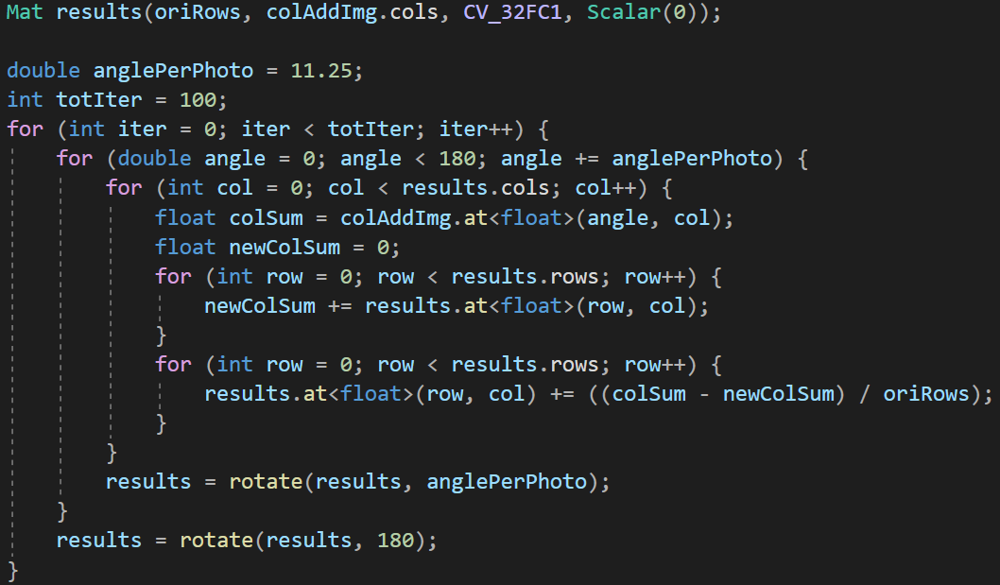 Mat results(oriRows, colAddImg.cols, CV_32FC1, Scalar(0));

double anglePerPhoto = 11.25;
int totIter = 100;
for (int iter = 0; iter < totIter; iter++) {
    for (double angle = 0; angle < 180; angle += anglePerPhoto) {
        for (int col = 0; col < results.cols; col++) {
            float colSum = colAddImg.at<float>(angle, col);
            float newColSum = 0;
            for (int row = 0; row < results.rows; row++) {
                newColSum += results.at<float>(row, col);
            }
            for (int row = 0; row < results.rows; row++) {
                results.at<float>(row, col) += ((colSum - newColSum) / oriRows);
            }
        }
        results = rotate(results, anglePerPhoto);
    }
    results = rotate(results, 180);
}